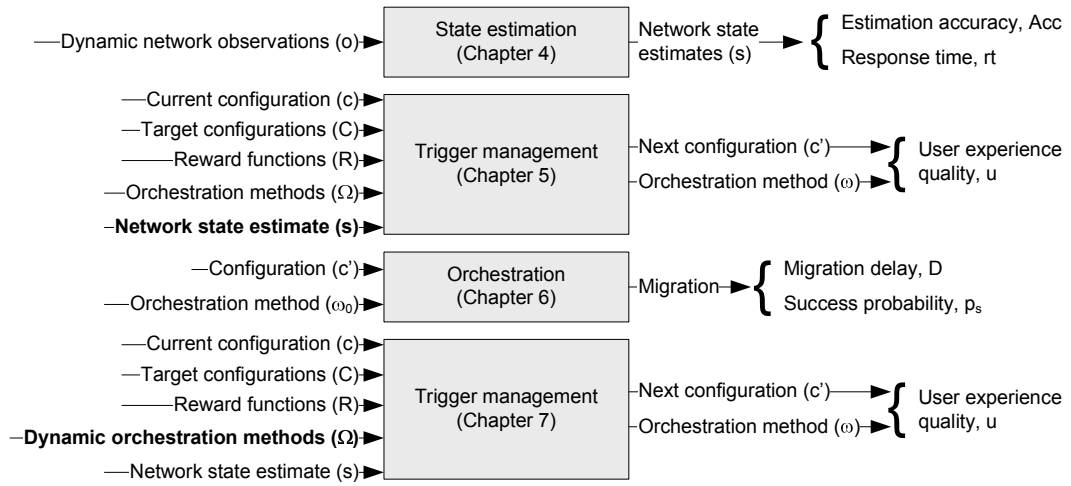 Dynamic network observations (o)
State estimation
(Chapter 4)
Network state
estimates (s)
Estimation accuracy, Acc
Response time, rt
Current configuration (c)
Target configurations (C)
Reward functions (R)
Orchestration methods (Ω)
Network state estimate (s)
Trigger management
(Chapter 5)
Next configuration (c’)
Orchestration method (ω)
User experience
quality, u
Configuration (c’)
Orchestration method (ω₀)
Orchestration
(Chapter 6)
Migration
Migration delay, D
Success probability, pₛ
Current configuration (c)
Target configurations (C)
Reward functions (R)
Dynamic orchestration methods (Ω)
Network state estimate (s)
Trigger management
(Chapter 7)
Next configuration (c’)
Orchestration method (ω)
User experience
quality, u